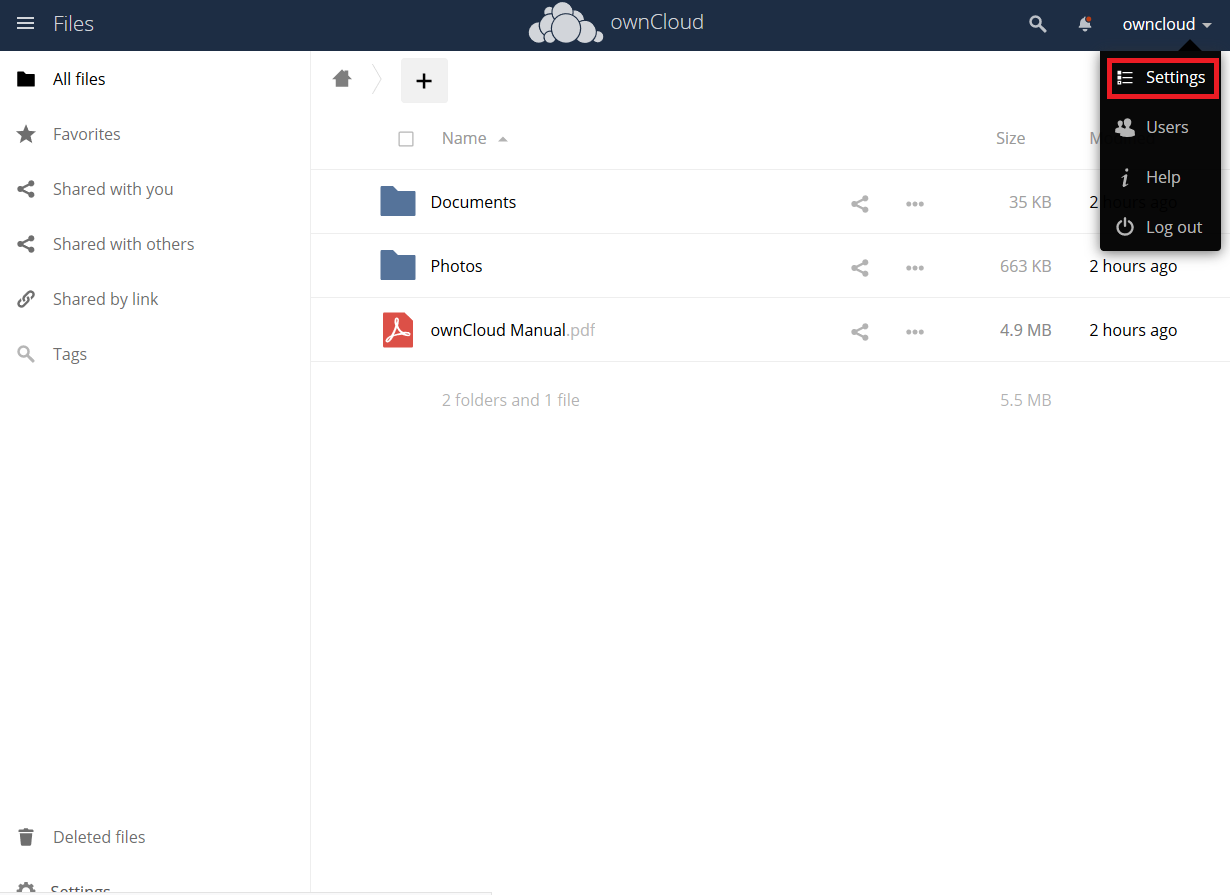 Files
ownCloud
owncloud
All files
Favorites
Shared with you
Shared with others
Shared by link
Tags
Deleted files
Settings
Name
Size
Documents
35 KB
2 hours ago
Photos
663 KB
2 hours ago
ownCloud Manual.pdf
4.9 MB
2 hours ago
2 folders and 1 file
5.5 MB
Settings
Users
Help
Log out